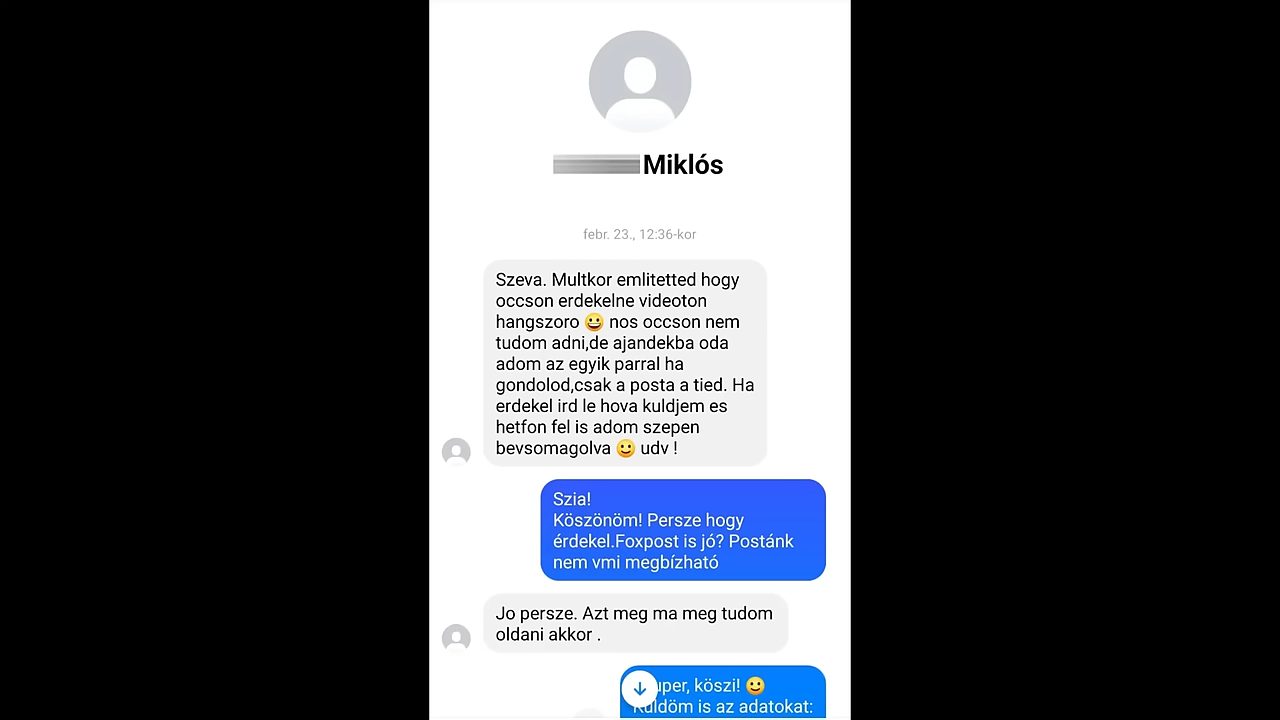 Miklós
febr. 23., 12:36-kor
Szeva. Multkor emlitetted hogy
occson erdekelne videoton
hangszoro 😀 nos occson nem
tudom adni,de ajandekba oda
adom az egyik parral ha
gondolod,csak a posta a tied. Ha
erdekel ird le hova kuldjem es
hetfon fel is adom szepen
bevsomagolva 🙂 udv !
Szia!
Köszönöm! Persze hogy
érdekel.Foxpost is jó? Postánk
nem vmi megbízható
Jo persze. Azt meg ma meg tudom
oldani akkor .
köszi! 🙂
Küldöm is az adatokat: